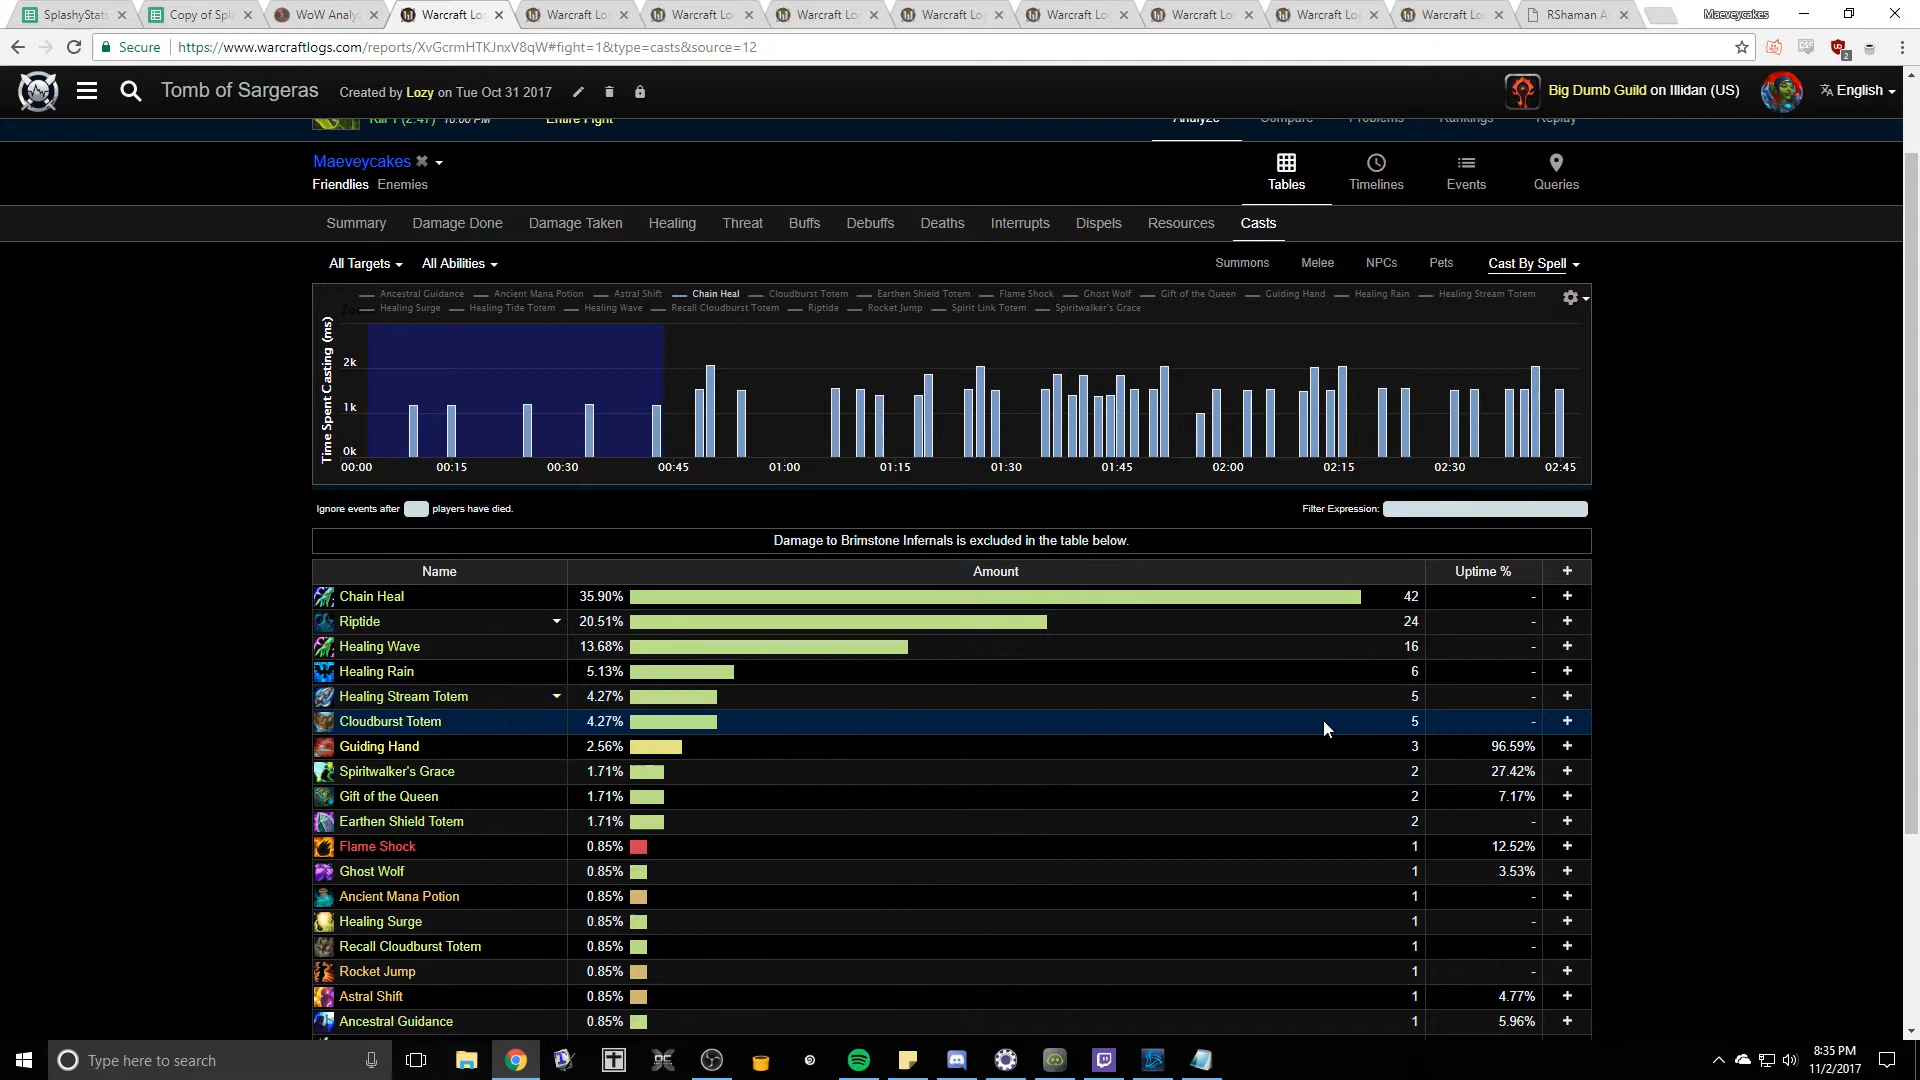 SplashyStats
Copy of Spl
WoW Analy
Warcraft Lo
Warcraft Lo
Warcraft Lo
Warcraft Lo
Warcraft Lo
Warcraft Lo
Warcraft Lo
Warcraft Lo
Warcraft Lo
RShaman A
Maeveycakes
Secure
https://www.warcraftlogs.com/reports/XvGcrmHTKJnxV8qW#fight=1&type=casts&source=12
Tomb of Sargeras
Created by Lozy on Tue Oct 31 2017
Big Dumb Guild on Illidan (US)
English
Kill 1 (2:47) 10:00 PM
Entire Fight
Analyze Compare Problems Rankings Replay
Maeveycakes
Friendlies Enemies
Tables Timelines Events Queries
Summary Damage Done Damage Taken Healing Threat Buffs Debuffs Deaths Interrupts Dispels Resources Casts
All Targets All Abilities
Summons Melee NPCs Pets Cast By Spell
Ancestral Guidance Ancient Mana Potion Astral Shift Chain Heal Cloudburst Totem Earthen Shield Totem Flame Shock Ghost Wolf Gift of the Queen Guiding Hand Healing Rain Healing Stream Totem
Healing Surge Healing Tide Totem Healing Wave Recall Cloudburst Totem Riptide Rocket Jump Spirit Link Totem Spiritwalker's Grace
Time Spent Casting (ms)
2k
1k
0k
00:00 00:15 00:30 00:45 01:00 01:15 01:30 01:45 02:00 02:15 02:30 02:45
Ignore events after players have died.
Filter Expression:
Damage to Brimstone Infernals is excluded in the table below.
Name Amount Uptime % +
Chain Heal 35.90% 42 - +
Riptide 20.51% 24 - +
Healing Wave 13.68% 16 - +
Healing Rain 5.13% 6 - +
Healing Stream Totem 4.27% 5 - +
Cloudburst Totem 4.27% 5 - +
Guiding Hand 2.56% 3 96.59% +
Spiritwalker's Grace 1.71% 2 27.42% +
Gift of the Queen 1.71% 2 7.17% +
Earthen Shield Totem 1.71% 2 - +
Flame Shock 0.85% 1 12.52% +
Ghost Wolf 0.85% 1 3.53% +
Ancient Mana Potion 0.85% 1 - +
Healing Surge 0.85% 1 - +
Recall Cloudburst Totem 0.85% 1 - +
Rocket Jump 0.85% 1 - +
Astral Shift 0.85% 1 4.77% +
Ancestral Guidance 0.85% 1 5.96% +
Type here to search
8:35 PM
11/2/2017